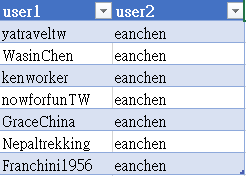 user1 user2
yatraveltw eanchen
WasinChen eanchen
kenworker eanchen
nowforfunTW eanchen
GraceChina eanchen
Nepaltrekking eanchen
Franchini1956 eanchen